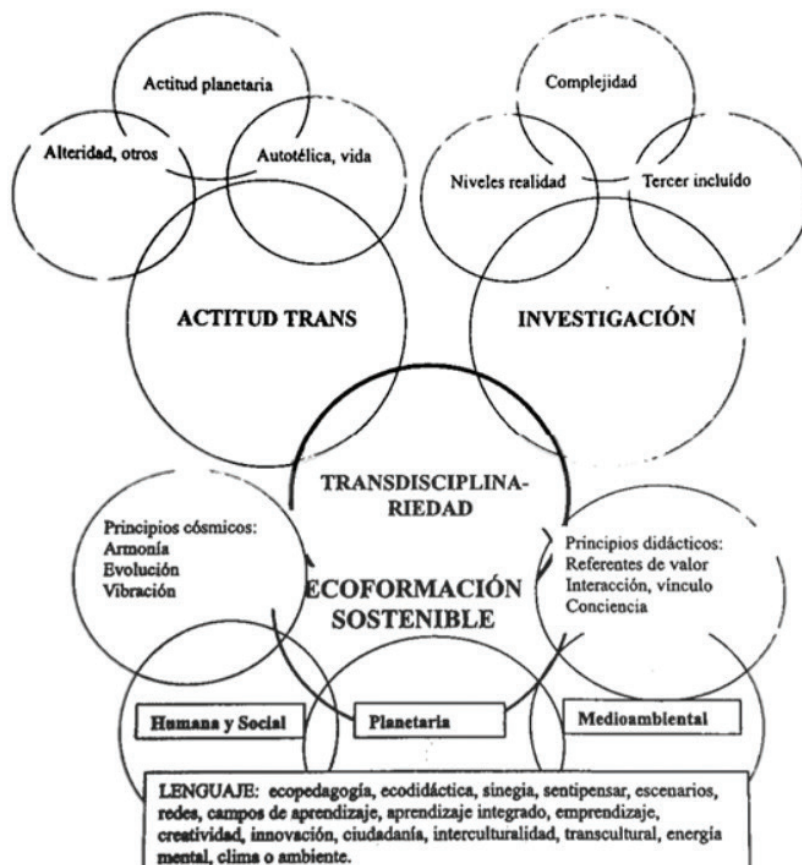 Actitud planetaria
Alteridad, otros
Autotélica, vida
ACTITUD TRANS
Complejidad
Niveles realidad
Tercer incluído
INVESTIGACIÓN
TRANSDISCIPLINA-
RIEDAD
ECOFORMACIÓN
SOSTENIBLE
Principios cósmicos:
Armonía
Evolución
Vibración
Principios didácticos:
Referentes de valor
Interacción, vínculo
Conciencia
Humana y Social
Planetaria
Medioambiental
LENGUAJE: ecopedagogía, ecodidáctica, sinegia, sentipensar, escenarios,
redes, campos de aprendizaje, aprendizaje integrado, emprendizaje,
creatividad, innovación, ciudadanía, interculturalidad, transcultural, energía
mental, clima o ambiente.